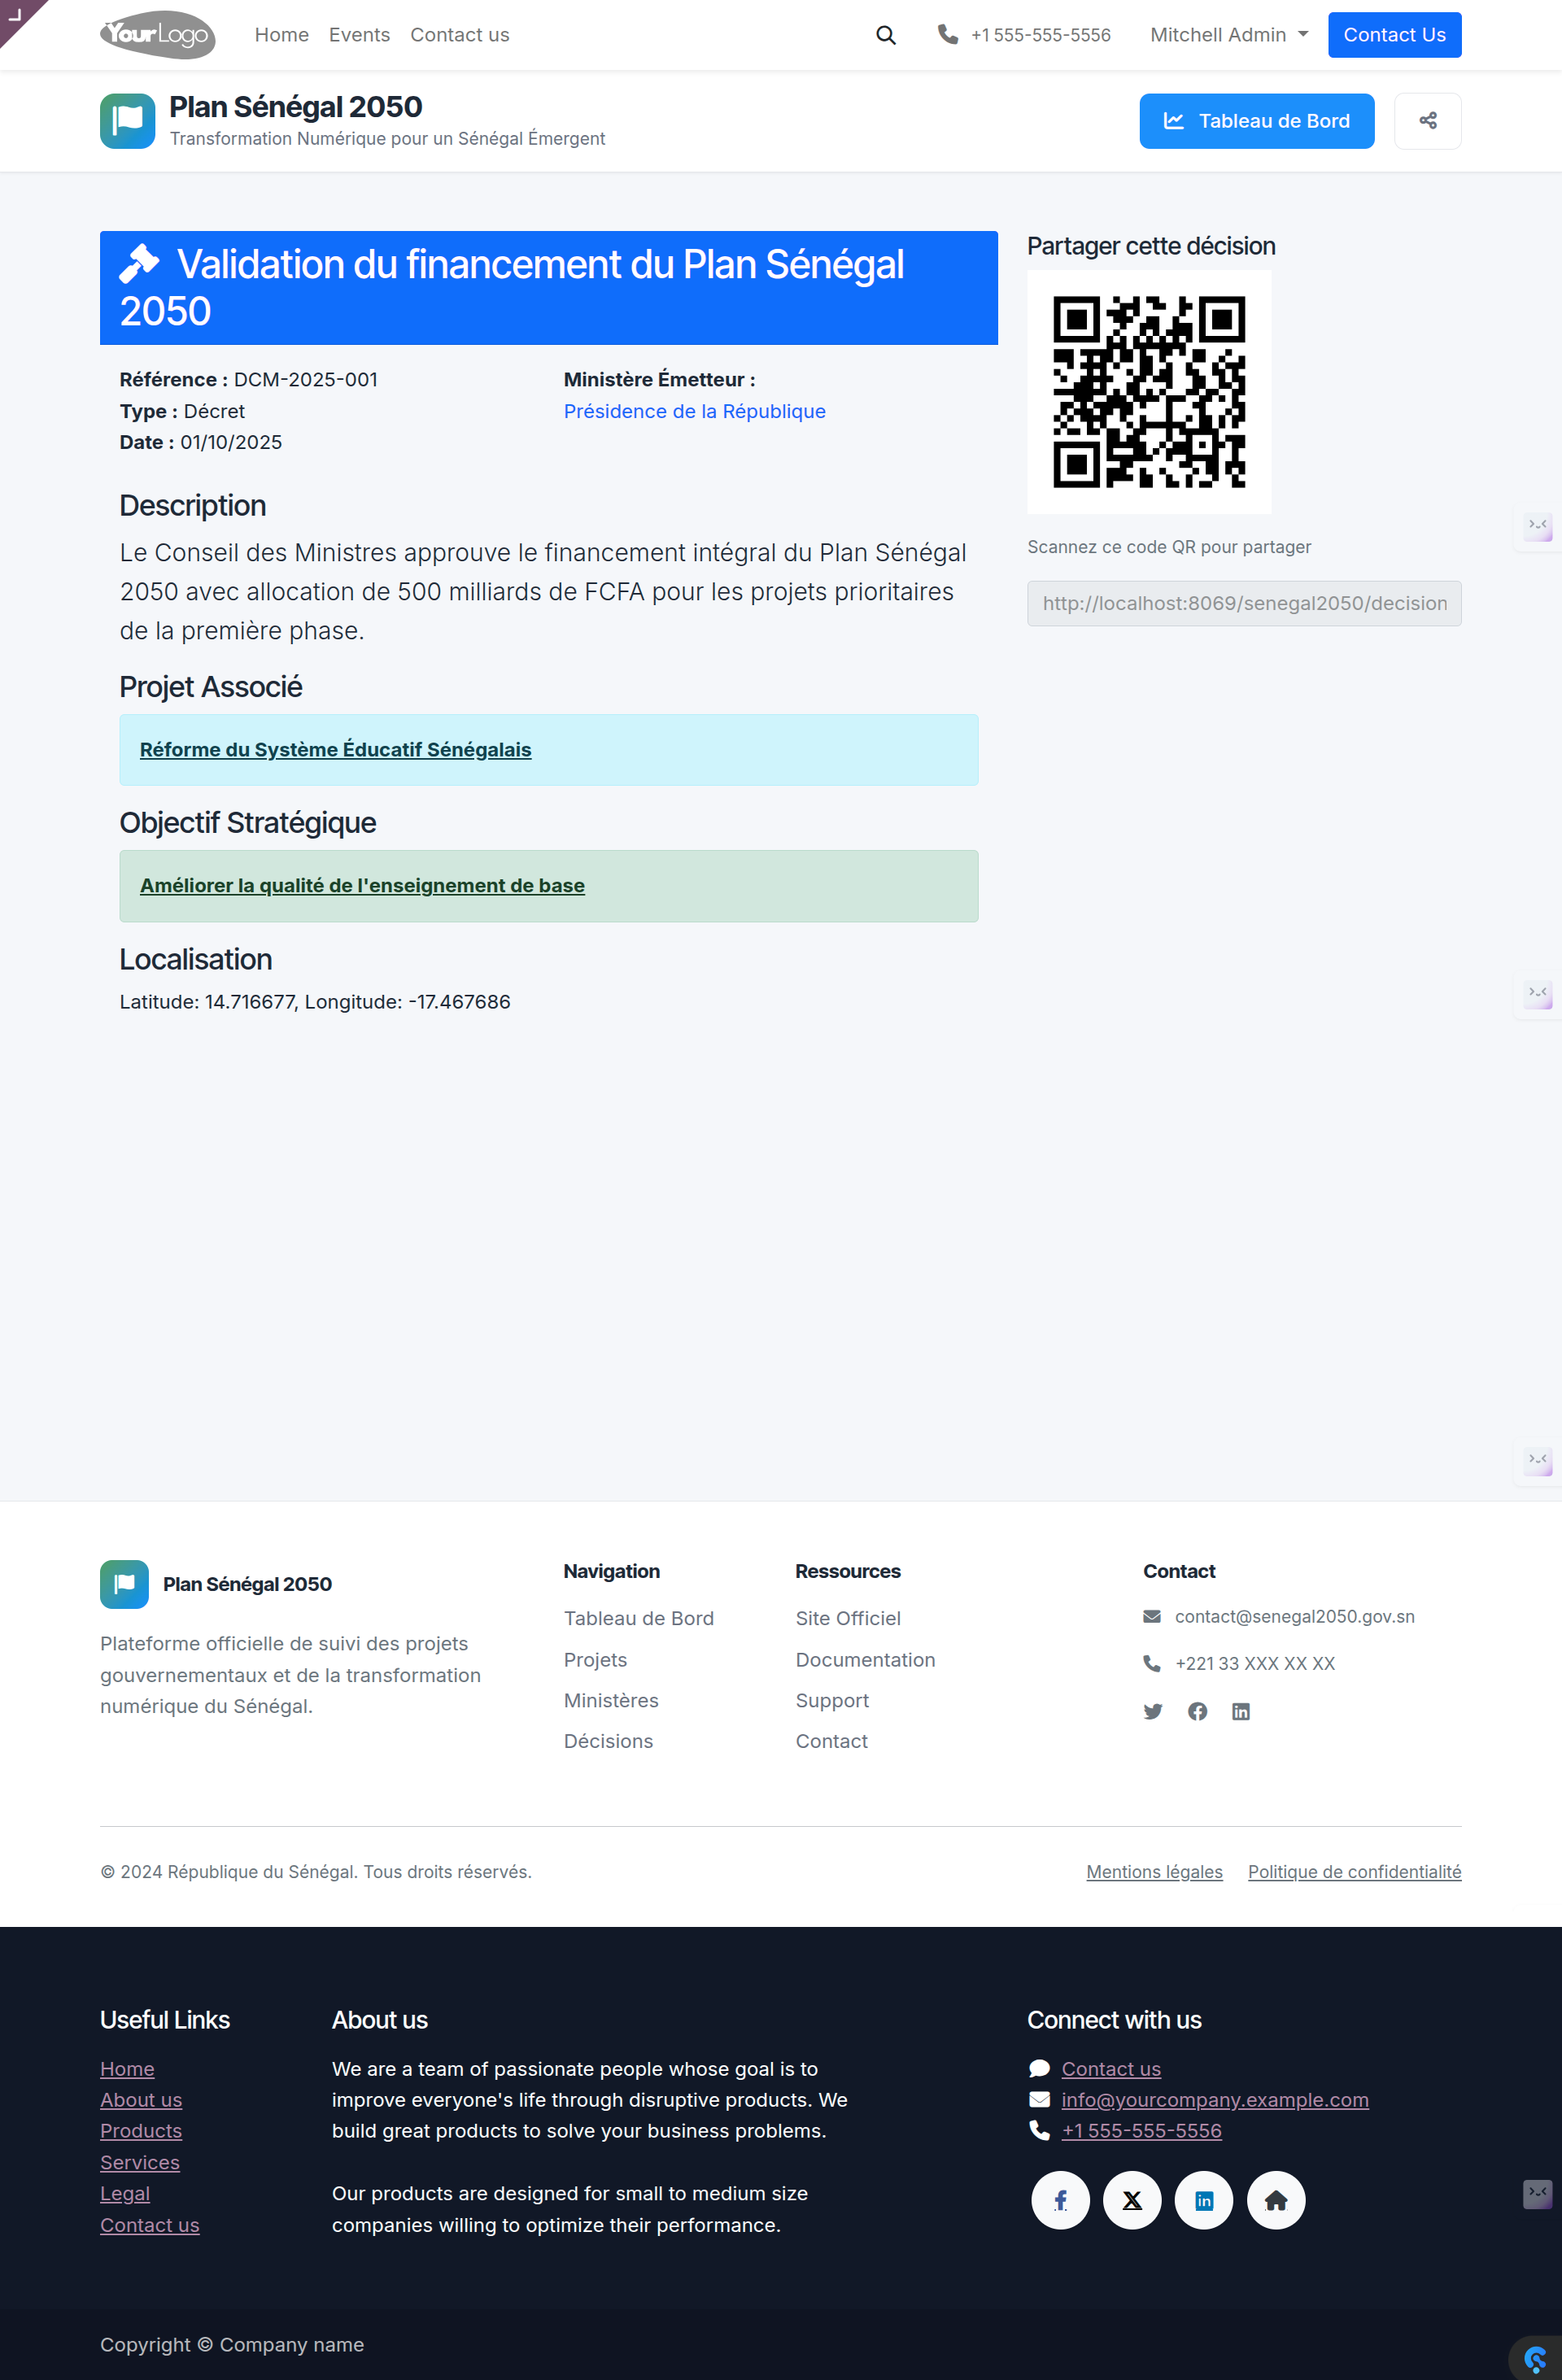 YourLogo
Home Events Contact us
+1 555-555-5556
Mitchell Admin
Contact Us
Plan Sénégal 2050
Transformation Numérique pour un Sénégal Émergent
Tableau de Bord
Validation du financement du Plan Sénégal
2050
Référence : DCM-2025-001
Type : Décret
Date : 01/10/2025
Ministère Émetteur :
Présidence de la République
Description
Le Conseil des Ministres approuve le financement intégral du Plan Sénégal
2050 avec allocation de 500 milliards de FCFA pour les projets prioritaires
de la première phase.
Projet Associé
Réforme du Système Éducatif Sénégalais
Objectif Stratégique
Améliorer la qualité de l'enseignement de base
Localisation
Latitude: 14.716677, Longitude: -17.467686
Partager cette décision
Scannez ce code QR pour partager
http://localhost:8069/senegal2050/decision
Plan Sénégal 2050
Plateforme officielle de suivi des projets
gouvernementaux et de la transformation
numérique du Sénégal.
Navigation
Tableau de Bord
Projets
Ministères
Décisions
Ressources
Site Officiel
Documentation
Support
Contact
Contact
contact@senegal2050.gov.sn
+221 33 XXX XX XX
© 2024 République du Sénégal. Tous droits réservés.
Mentions légales Politique de confidentialité
Useful Links
Home
About us
Products
Services
Legal
Contact us
About us
We are a team of passionate people whose goal is to
improve everyone's life through disruptive products. We
build great products to solve your business problems.
Our products are designed for small to medium size
companies willing to optimize their performance.
Connect with us
Contact us
info@yourcompany.example.com
+1 555-555-5556
Copyright © Company name